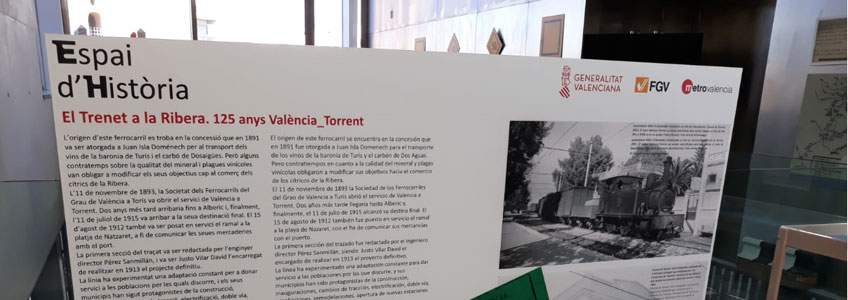 Espai
d'Història
GENERALITAT
VALENCIANA
FGV
metrovalencia
El Trenet a la Ribera. 125 anys València_Torrent
L'origen d'este ferrocarril es troba en la concessió que en 1891
va ser atorgada a Juan Isla Doménech per al transport dels
vins de la baronia de Turís i el carbó de Dosaigües. Però alguns
contratemps sobre la qualitat del mineral i plagues vinícoles
van obligar a modificar els seus objectius cap al comerç dels
cítrics de la Ribera.
L'11 de novembre de 1893, la Societat dels Ferrocarrils del
Grau de València a Torís va obrir el servici de València a
Torrent. Dos anys més tard arribaria fins a Alberic i, finalment,
l'11 de juliol de 1915 va arribar a la seua destinació final. El 15
d'agost de 1912 també va ser posat en servici el ramal a la
platja de Natzaret, a fi de comunicar les seues mercaderies
amb el port.
La primera secció del traçat va ser redactada per l'enginyer
director Pérez Sanmillán, i va ser Justo Vilar David l'encarregat
de realitzar en 1913 el projecte definitiu.
La línia ha experimentat una adaptació constant per a donar
servici a les poblacions per les quals discorre, i els seus
municipis han sigut protagonistes de la construcció,
electrificació, doble via,
El origen de este ferrocarril se encuentra en la concesión que
en 1891 fue otorgada a Juan Isla Domenech para el transporte
de los vinos de la baronía de Turís y el carbón de Dos Aguas.
Pero contratiempos en cuanto a la calidad del mineral y plagas
vinícolas obligaron a modificar sus objetivos hacia el comercio
de los cítricos de la Ribera.
El 11 de noviembre de 1893 la Sociedad de los Ferrocarriles
del Grao de Valencia a Turís abrió el servicio de Valencia a
Torrent. Dos años más tarde llegaría hasta Alberic y,
finalmente, el 11 de julio de 1915 alcanzó su destino final. El 15
de agosto de 1912 también fue puesto en servicio el ramal
a la playa de Nazaret, con el fin de comunicar sus mercancías
con el puerto.
La primera sección del trazado fue redactada por el ingeniero
director Pérez Sanmillán, siendo Justo Vilar David el
encargado de realizar en 1913 el proyecto definitivo.
La línea ha experimentado una adaptación constante para dar
servicio a las poblaciones por las que discurre, y sus
municipios han sido protagonistas de la construcción,
inauguraciones, cambios de tracción, electrificación, doble vía,
remodelaciones, apertura de nuevas estaciones